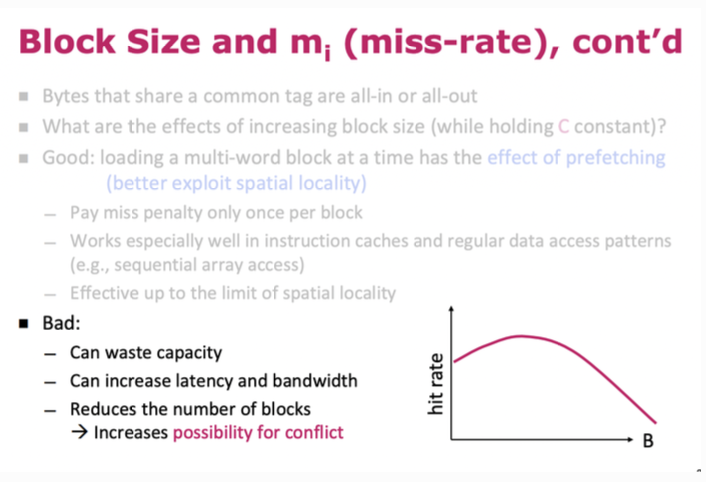 Block Size and mᵢ (miss-rate), cont’d
▪ Bytes that share a common tag are all-in or all-out
▪ What are the effects of increasing block size (while holding C constant)?
▪ Good: loading a multi-word block at a time has the effect of prefetching
(better exploit spatial locality)
– Pay miss penalty only once per block
– Works especially well in instruction caches and regular data access patterns
(e.g., sequential array access)
– Effective up to the limit of spatial locality
▪ Bad:
– Can waste capacity
– Can increase latency and bandwidth
– Reduces the number of blocks
→ Increases possibility for conflict
hit rate
B